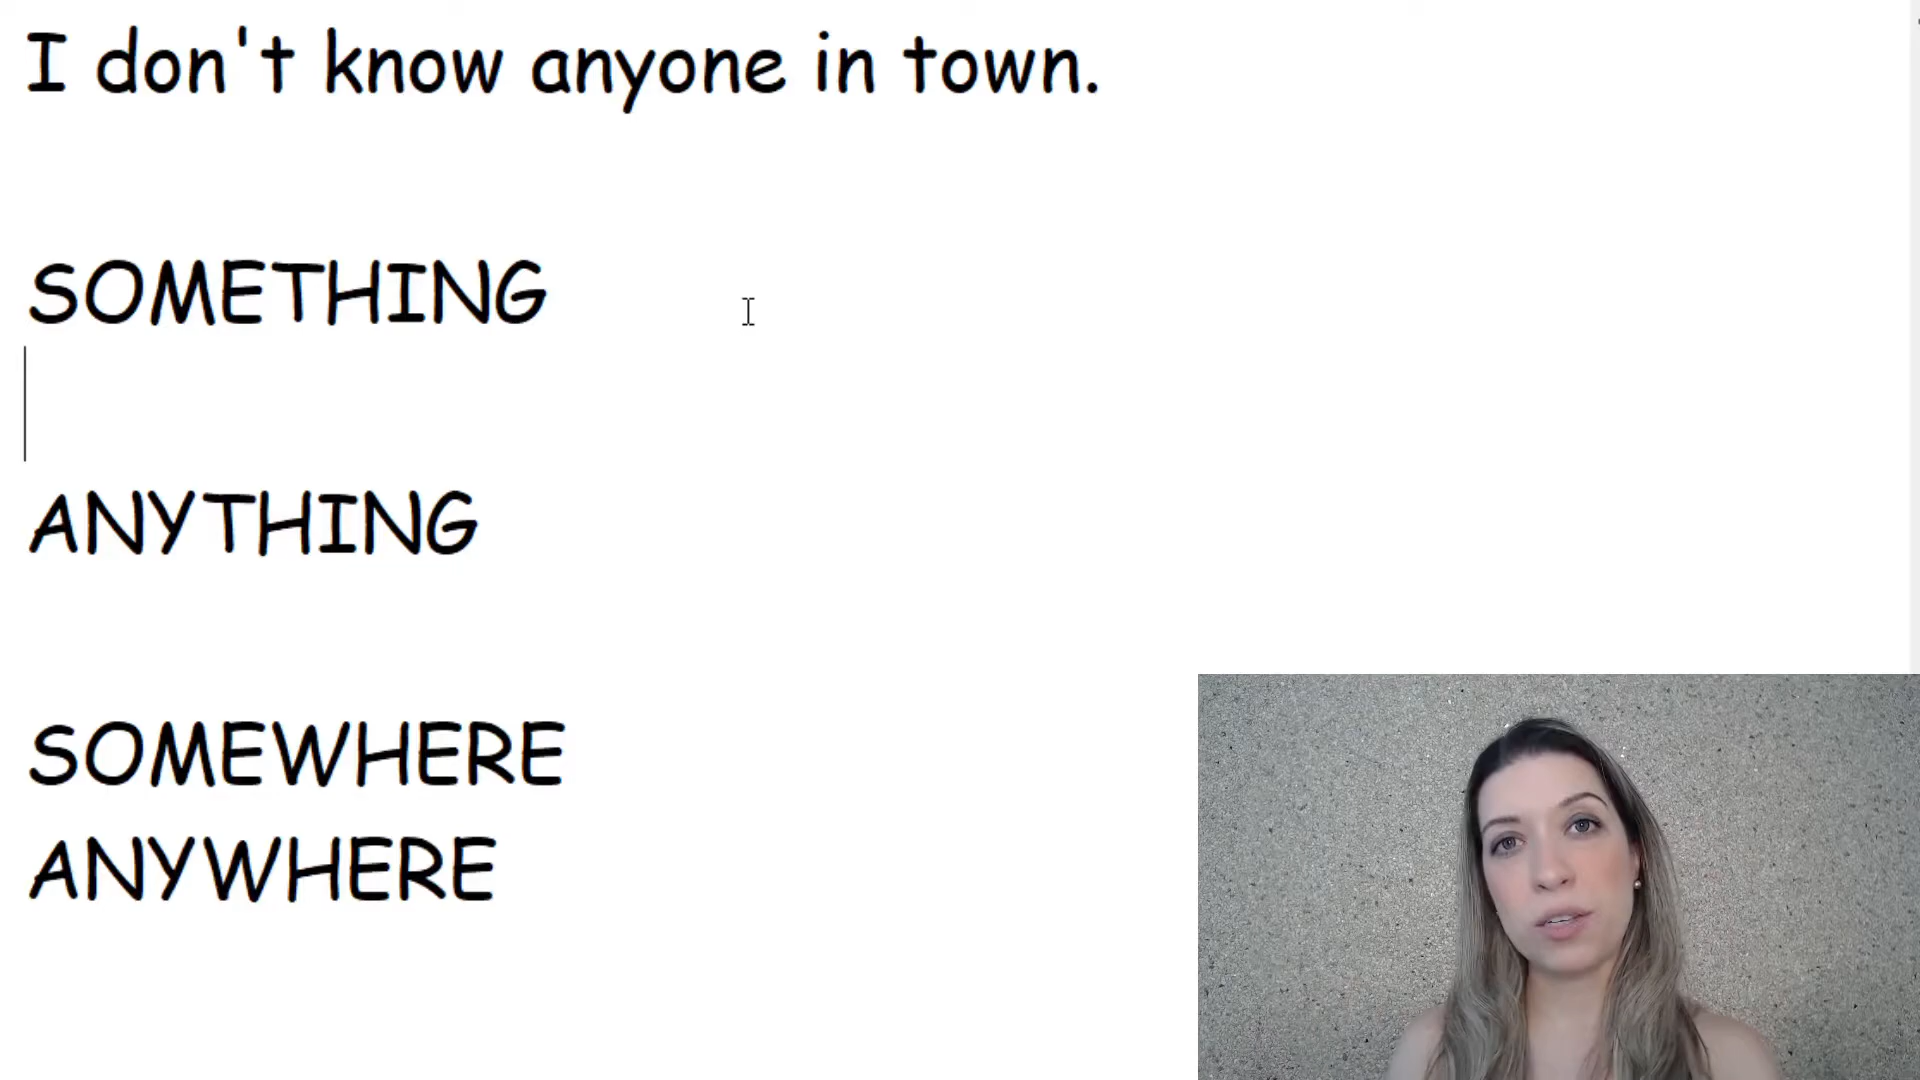 I don't know anyone in town.
SOMETHING
ANYTHING
SOMEWHERE
ANYWHERE